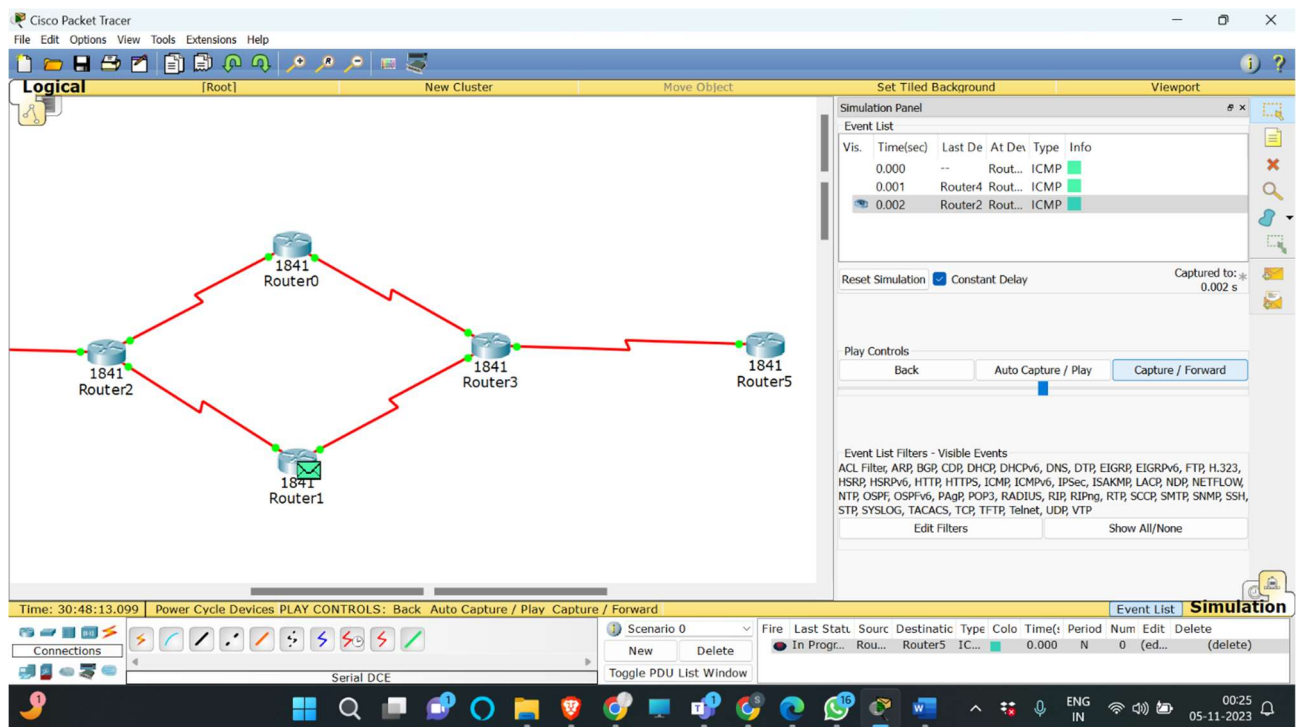 Cisco Packet Tracer
File Edit Options View Tools Extensions Help
Logical [Root] New Cluster Move Object Set Tiled Background Viewport
Simulation Panel
Event List
Vis. Time(sec) Last De At Dev Type Info
0.000 -- Rout... ICMP
0.001 Router4 Rout... ICMP
0.002 Router2 Rout... ICMP
Reset Simulation Constant Delay Captured to: *
0.002 s
Play Controls
Back Auto Capture / Play Capture / Forward
Event List Filters - Visible Events
ACL Filter, ARP, BGP, CDP, DHCP, DHCPv6, DNS, DTP, EIGRP, EIGRPv6, FTP, H.323,
HSRP, HSRPv6, HTTP, HTTPS, ICMP, ICMPv6, IPSec, ISAKMP, LACP, NDP, NETFLOW,
NTP, OSPF, OSPFv6, PAgP, POP3, RADIUS, RIP, RIPng, RTP, SCCP, SMTP, SNMP, SSH,
STP, SYSLOG, TACACS, TCP, TFTP, Telnet, UDP, VTP
Edit Filters Show All/None
1841
Router0
1841
Router2
1841
Router3
1841
Router5
1841
Router1
Time: 30:48:13.099 Power Cycle Devices PLAY CONTROLS: Back Auto Capture / Play Capture / Forward Event List Simulation
Connections
Serial DCE
Scenario 0
New Delete
Toggle PDU List Window
Fire Last Statu Sourc Destinatic Type Colo Time(s Period Num Edit Delete
In Progr... Rou... Router5 IC... 0.000 N 0 (ed... (delete)
1 1 16 ENG
IN
00:25
05-11-2023